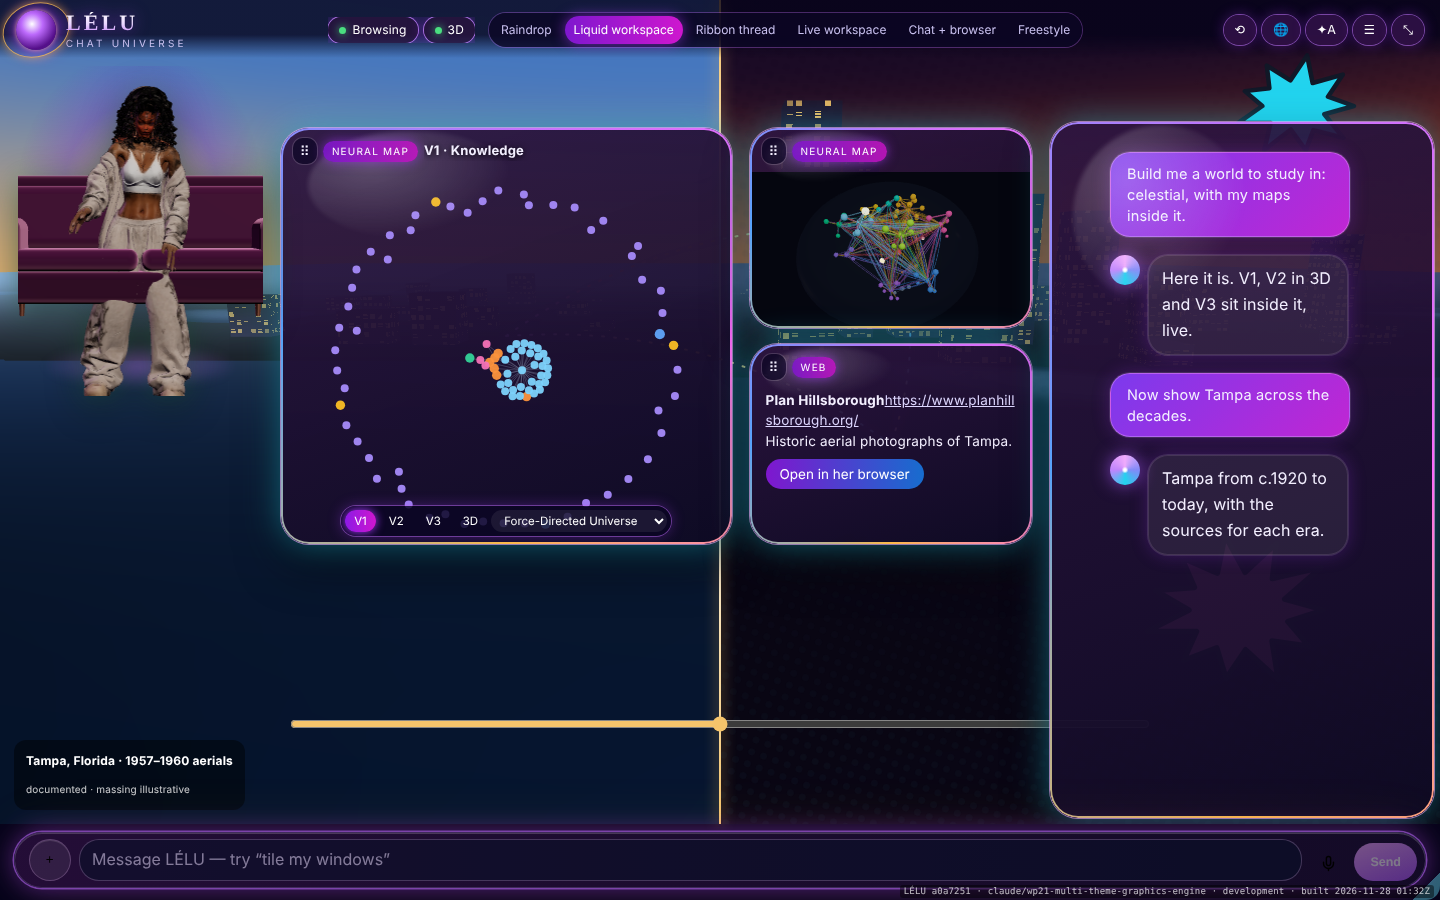 LÉLU
CHAT UNIVERSE
Browsing
3D
Raindrop
Liquid workspace
Ribbon thread
Live workspace
Chat + browser
Freestyle
✦A
NEURAL MAP
V1 · Knowledge
V1
V2
V3
3D
Force-Directed Universe
NEURAL MAP
WEB
Plan Hillsboroughhttps://www.planhill
sborough.org/
Historic aerial photographs of Tampa.
Open in her browser
Build me a world to study in:
celestial, with my maps
inside it.
Here it is. V1, V2 in 3D
and V3 sit inside it,
live.
Now show Tampa across the
decades.
Tampa from c.1920 to
today, with the
sources for each era.
Tampa, Florida · 1957–1960 aerials
documented · massing illustrative
+
Message LÉLU — try “tile my windows”
Send
LÉLU a0a7251 · claude/wp21-multi-theme-graphics-engine · development · built 2026-11-28 01:32Z